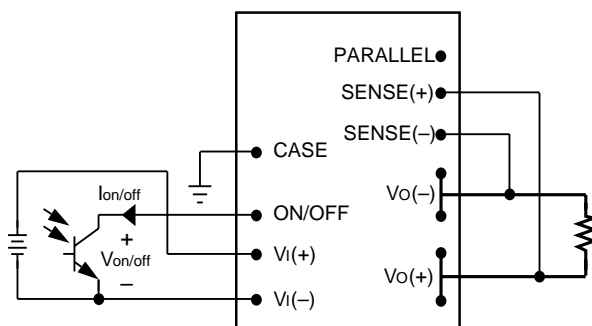 PARALLEL
SENSE(+)
SENSE(–)
CASE
VO(–)
Ion/off
ON/OFF
+
Von/off
–
VI(+)
VO(+)
VI(–)